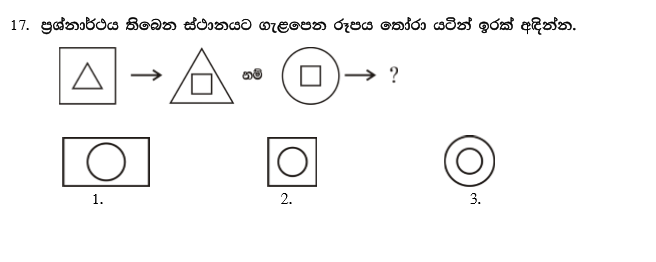 17. ප්‍රශ්නාර්ථය තිබෙන ස්ථානයට ගැළපෙන රූපය තෝරා යටින් ඉරක් අඳින්න.
නම් ?
1. 2. 3.